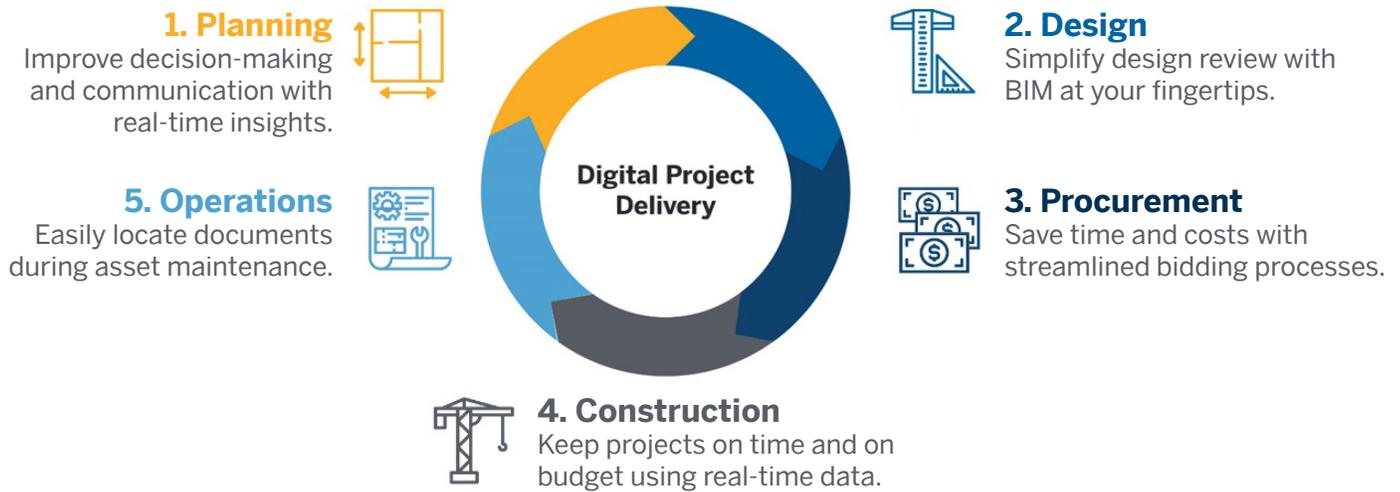 1. Planning
Improve decision-making
and communication with
real-time insights.
2. Design
Simplify design review with
BIM at your fingertips.
Digital Project
Delivery
3. Procurement
Save time and costs with
streamlined bidding processes.
4. Construction
Keep projects on time and on
budget using real-time data.
5. Operations
Easily locate documents
during asset maintenance.